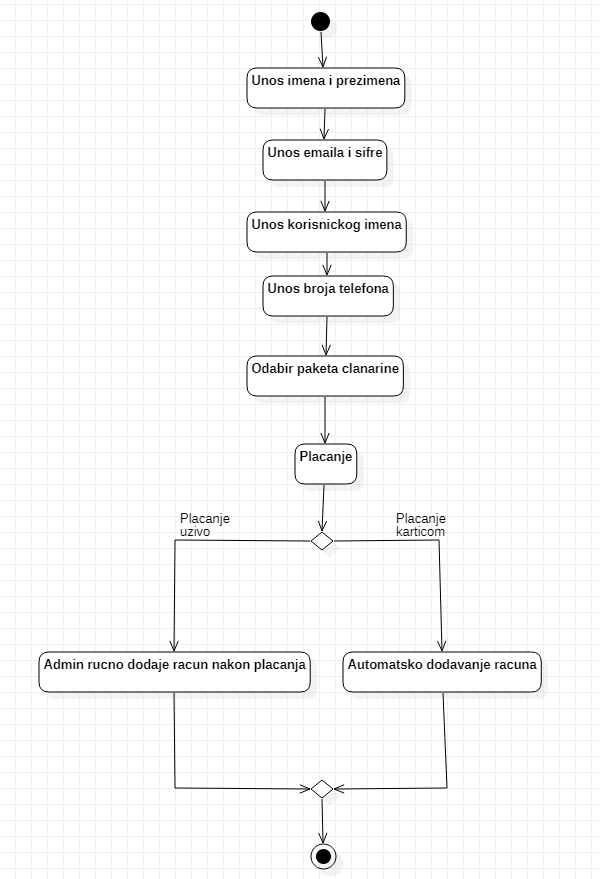 Unos imena i prezimena
Unos emaila i sifre
Unos korisnickog imena
Unos broja telefona
Odabir paketa clanarine
Placanje
Placanje
uzivo
Placanje
karticom
Admin rucno dodaje racun nakon placanja
Automatsko dodavanje racuna